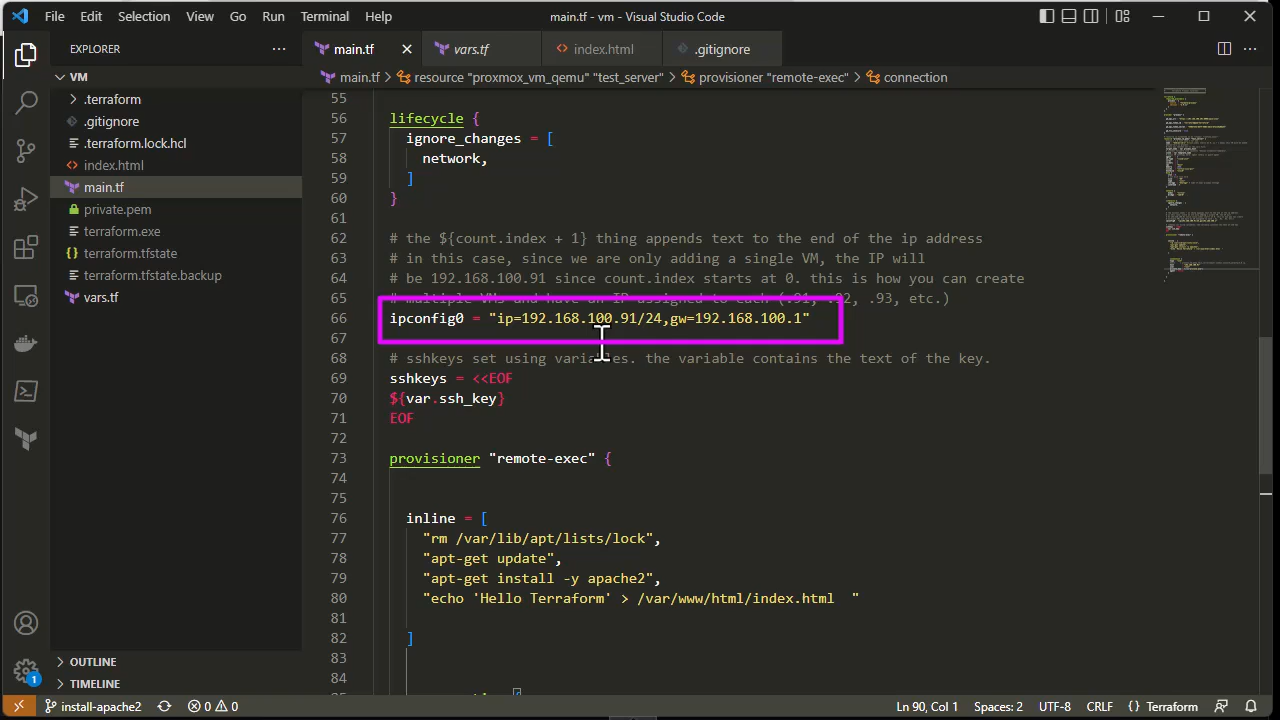 File Edit Selection View Go Run Terminal Help main.tf - vm - Visual Studio Code
EXPLORER ···
main.tf vars.tf index.html .gitignore ···
VM
main.tf > resource "proxmox_vm_qemu" "test_server" > provisioner "remote-exec" > connection
.terraform
.gitignore
.terraform.lock.hcl
index.html
main.tf
private.pem
terraform.exe
terraform.tfstate
terraform.tfstate.backup
vars.tf
55
56 lifecycle {
57 ignore_changes = [
58 network,
59 ]
60 }
61
62 # the ${count.index + 1} thing appends text to the end of the ip address
63 # in this case, since we are only adding a single VM, the IP will
64 # be 192.168.100.91 since count.index starts at 0. this is how you can create
65 # multiple VMs and have an IP assigned to each (.91, .92, .93, etc.)
66 ipconfig0 = "ip=192.168.100.91/24,gw=192.168.100.1"
67
68 # sshkeys set using variables. the variable contains the text of the key.
69 sshkeys = <<EOF
70 ${var.ssh_key}
71 EOF
72
73 provisioner "remote-exec" {
74
75
76 inline = [
77 "rm /var/lib/apt/lists/lock",
78 "apt-get update",
79 "apt-get install -y apache2",
80 "echo 'Hello Terraform' > /var/www/html/index.html  "
81
82 ]
83
84
OUTLINE
TIMELINE
1
install-apache2 0 0 Ln 90, Col 1 Spaces: 2 UTF-8 CRLF {} Terraform